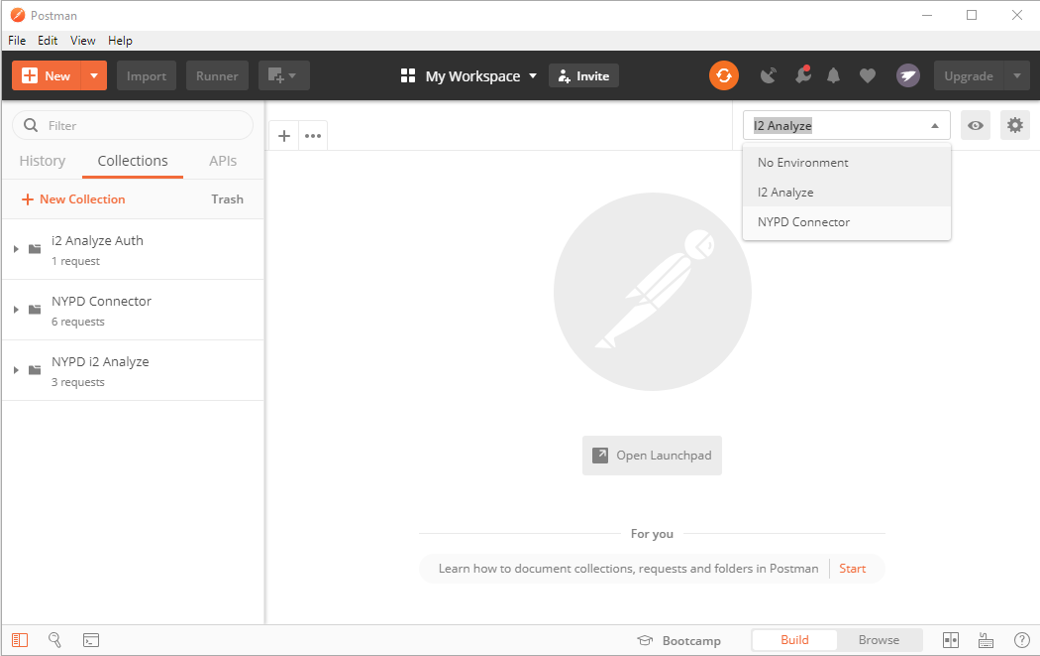 Postman
File Edit View Help
New Import Runner My Workspace Invite Upgrade
Filter
History Collections APIs
New Collection Trash
i2 Analyze Auth
1 request
NYPD Connector
6 requests
NYPD i2 Analyze
3 requests
I2 Analyze
No Environment
I2 Analyze
NYPD Connector
Open Launchpad
For you
Learn how to document collections, requests and folders in Postman Start
Bootcamp Build Browse